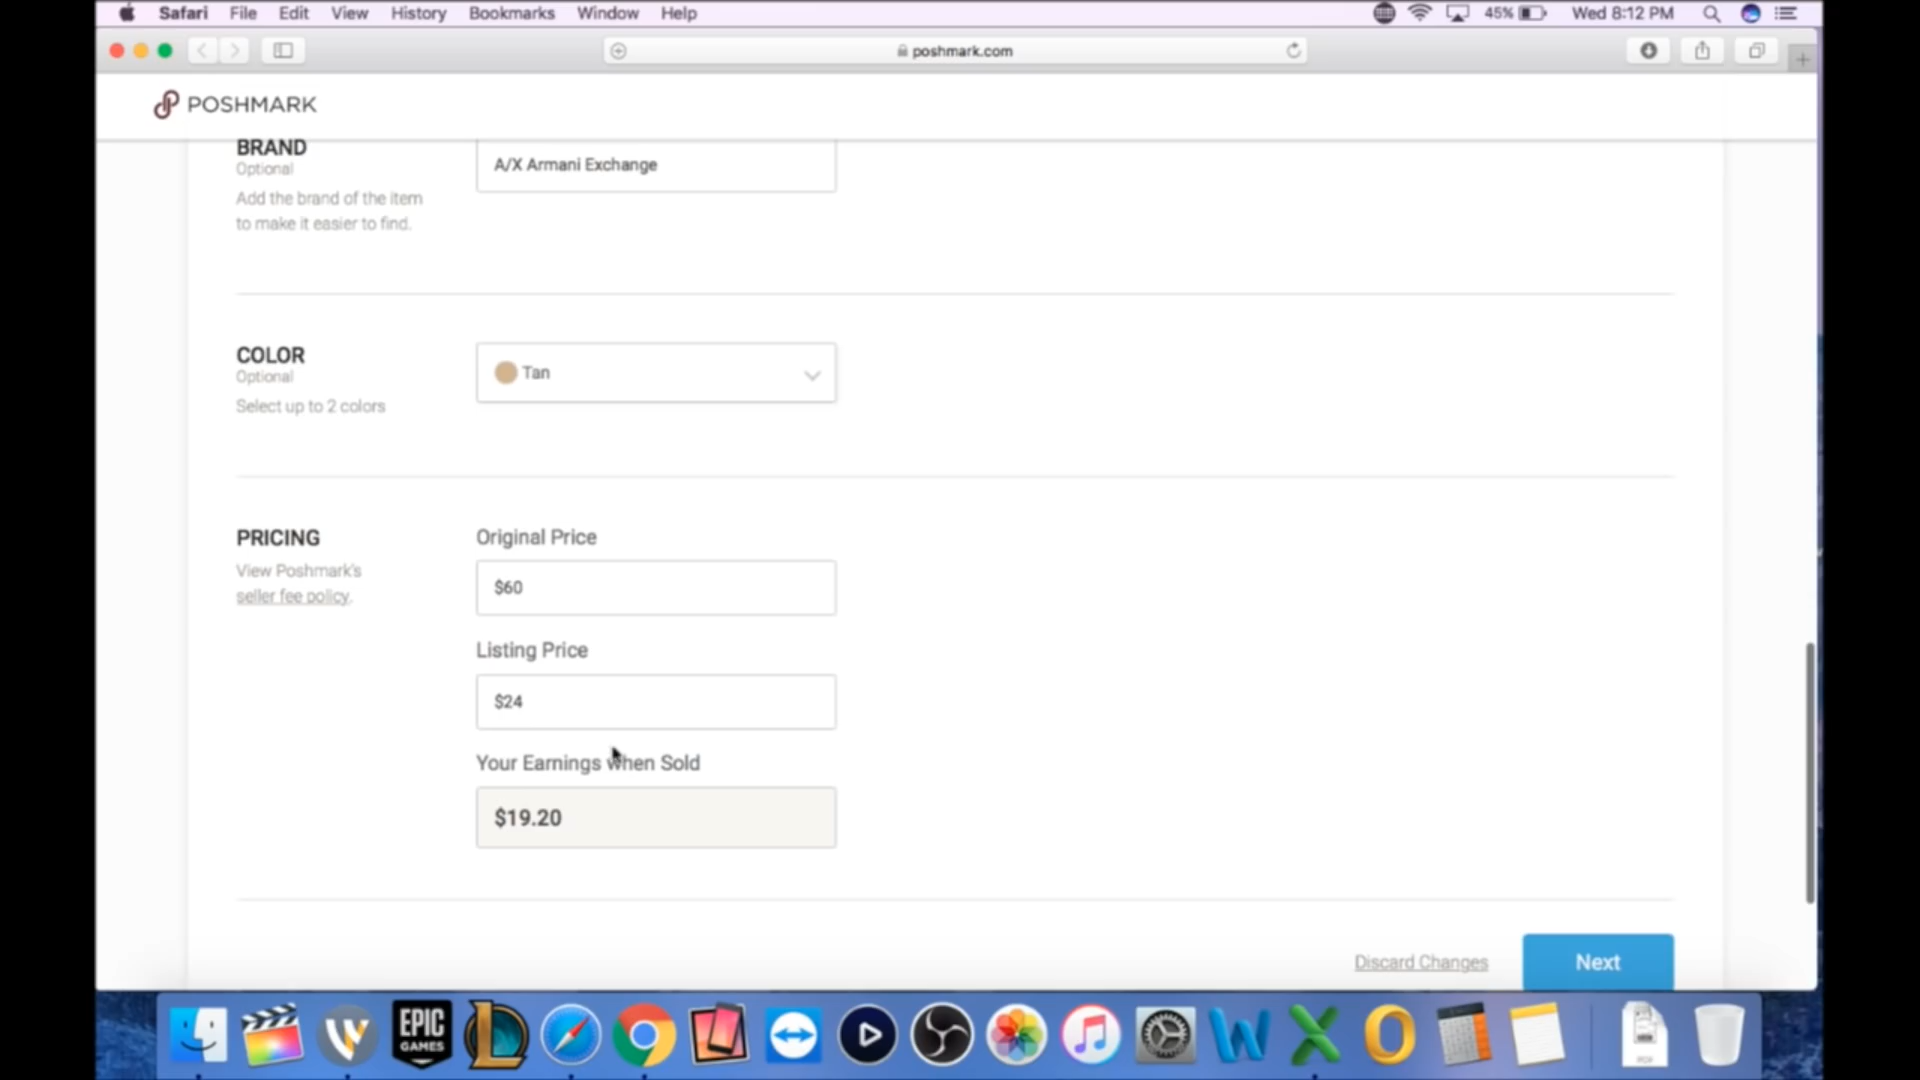 Safari File Edit View History Bookmarks Window Help 45% Wed 8:12 PM
poshmark.com
POSHMARK
BRAND
Optional
Add the brand of the item
to make it easier to find.
A/X Armani Exchange
COLOR
Optional
Select up to 2 colors
Tan
PRICING
View Poshmark's
seller fee policy.
Original Price
$60
Listing Price
$24
Your Earnings when Sold
$19.20
Discard Changes
Next
EPIC
GAMES
PDF